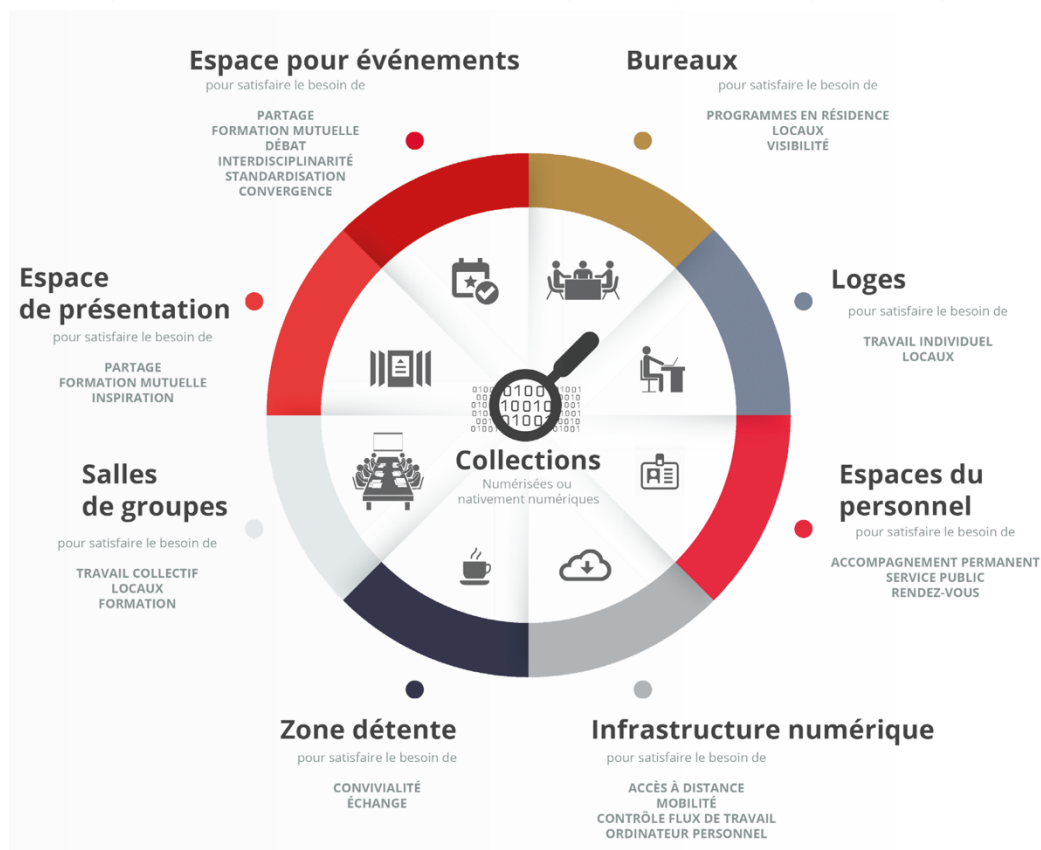 Espace pour événements
pour satisfaire le besoin de
PARTAGE
FORMATION MUTUELLE
DÉBAT
INTERDISCIPLINARITÉ
STANDARDISATION
CONVERGENCE
Bureaux
pour satisfaire le besoin de
PROGRAMMES EN RÉSIDENCE
LOCAUX
VISIBILITÉ
Espace
de présentation
pour satisfaire le besoin de
PARTAGE
FORMATION MUTUELLE
INSPIRATION
Loges
pour satisfaire le besoin de
TRAVAIL INDIVIDUEL
LOCAUX
Collections
Numérisées ou
nativement numériques
Salles
de groupes
pour satisfaire le besoin de
TRAVAIL COLLECTIF
LOCAUX
FORMATION
Espaces du
personnel
pour satisfaire le besoin de
ACCOMPAGNEMENT PERMANENT
SERVICE PUBLIC
RENDEZ-VOUS
Zone détente
pour satisfaire le besoin de
CONVIVIALITÉ
ÉCHANGE
Infrastructure numérique
pour satisfaire le besoin de
ACCÈS À DISTANCE
MOBILITÉ
CONTRÔLE FLUX DE TRAVAIL
ORDINATEUR PERSONNEL